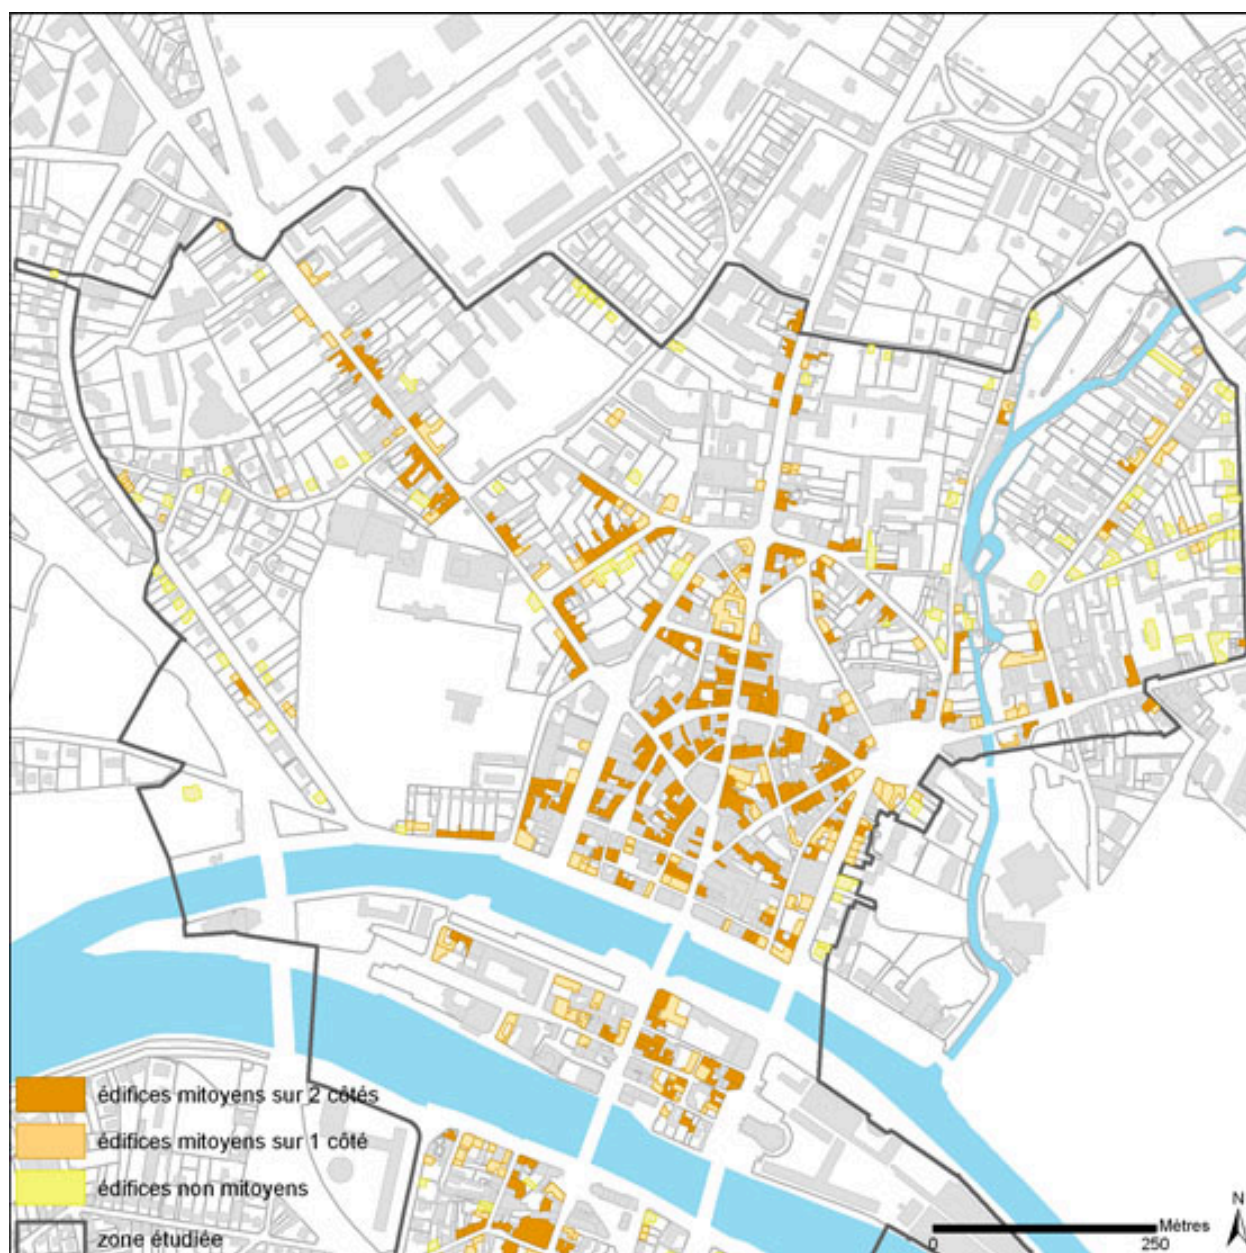 édifices mitoyens sur 2 côtés
édifices mitoyens sur 1 côté
édifices non mitoyens
zone étudiée
N
Mètres
0 250